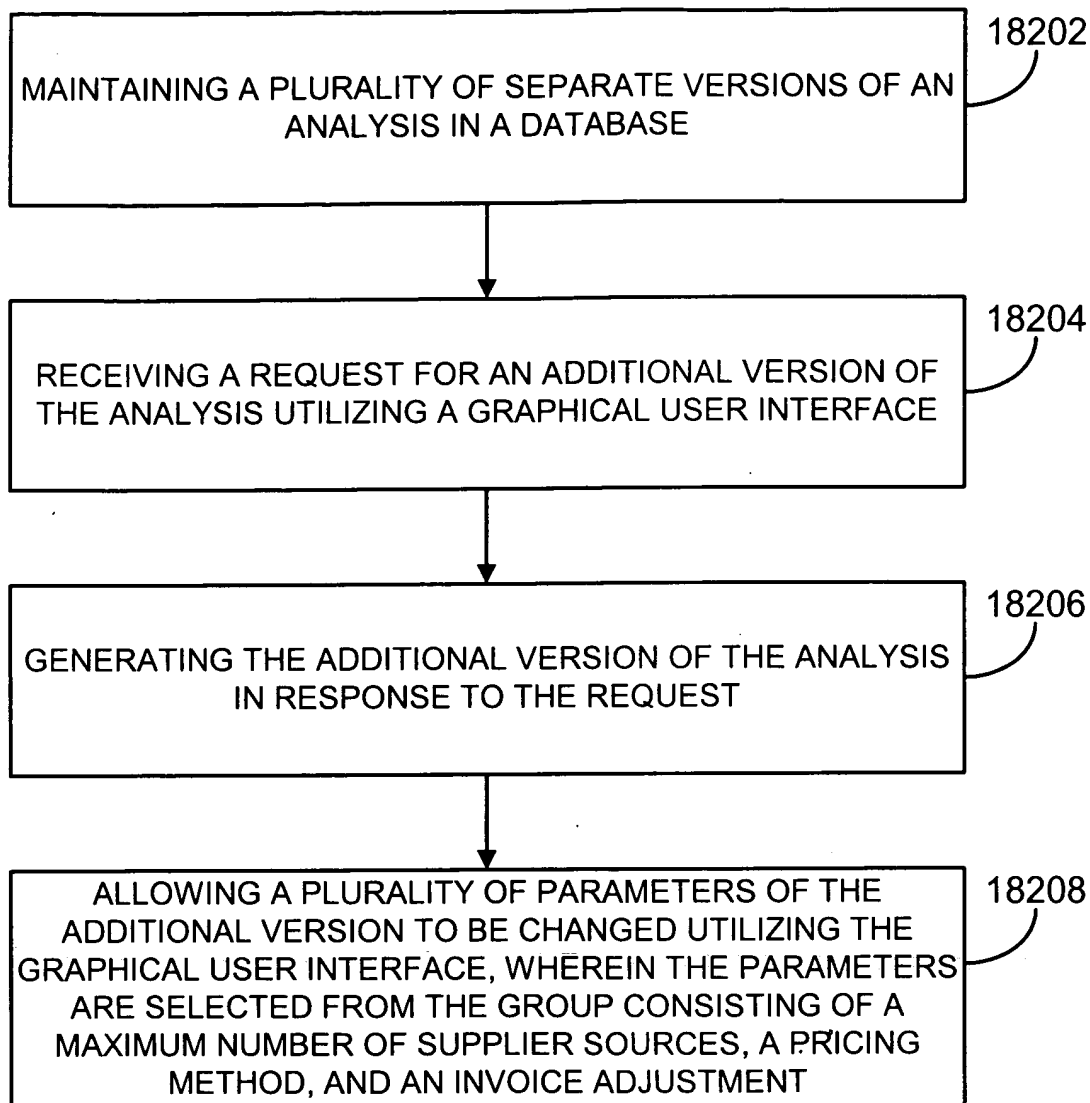 18202
MAINTAINING A PLURALITY OF SEPARATE VERSIONS OF AN
ANALYSIS IN A DATABASE
18204
RECEIVING A REQUEST FOR AN ADDITIONAL VERSION OF
THE ANALYSIS UTILIZING A GRAPHICAL USER INTERFACE
18206
GENERATING THE ADDITIONAL VERSION OF THE ANALYSIS
IN RESPONSE TO THE REQUEST
18208
ALLOWING A PLURALITY OF PARAMETERS OF THE
ADDITIONAL VERSION TO BE CHANGED UTILIZING THE
GRAPHICAL USER INTERFACE, WHEREIN THE PARAMETERS
ARE SELECTED FROM THE GROUP CONSISTING OF A
MAXIMUM NUMBER OF SUPPLIER SOURCES, A PRICING
METHOD, AND AN INVOICE ADJUSTMENT